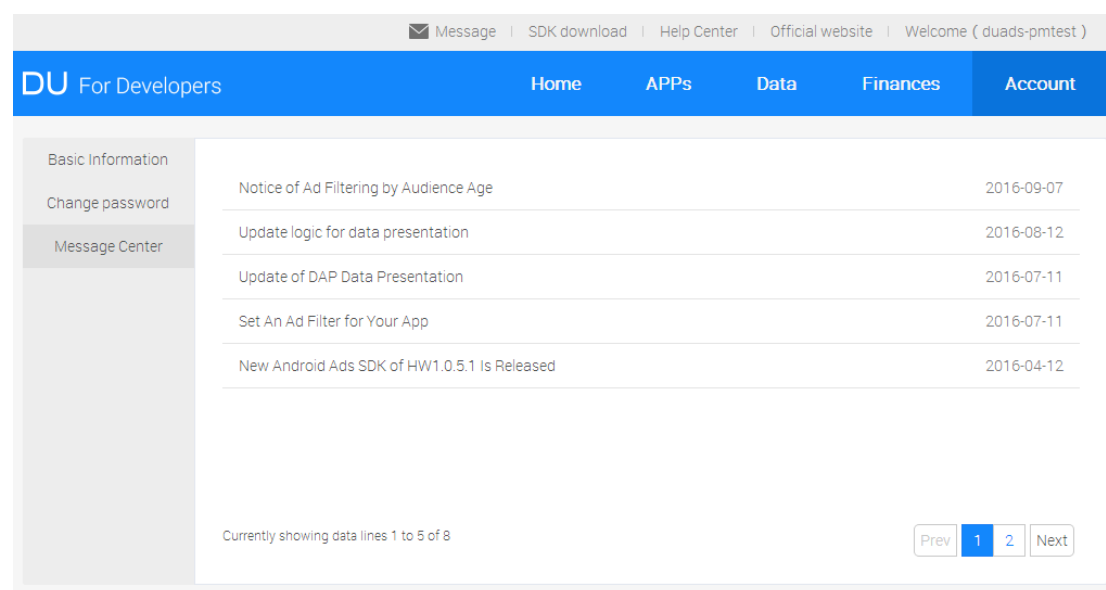 Message | SDK download | Help Center | Official website | Welcome ( duads-pmtest )
DU For Developers Home APPs Data Finances Account
Basic Information
Change password
Message Center
Notice of Ad Filtering by Audience Age 2016-09-07
Update logic for data presentation 2016-08-12
Update of DAP Data Presentation 2016-07-11
Set An Ad Filter for Your App 2016-07-11
New Android Ads SDK of HW1.0.5.1 Is Released 2016-04-12
Currently showing data lines 1 to 5 of 8 Prev 1 2 Next